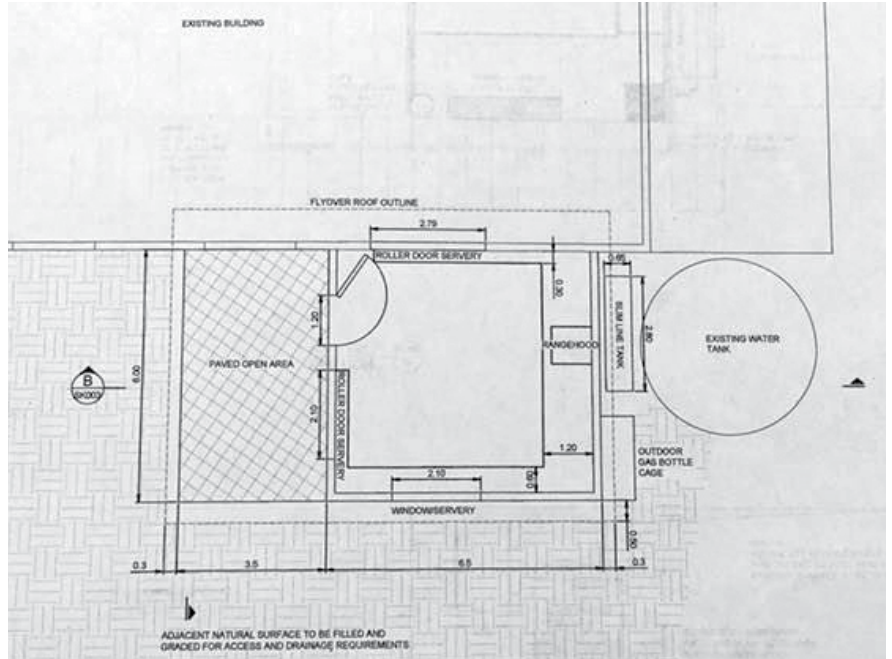 EXISTING BUILDING
FLYOVER ROOF OUTLINE
2.79
ROLLER DOOR SERVERY
0.65
0.30
1.20
SLIM LINE TANK
2.80
RANGEHOOD
EXISTING WATER
TANK
PAVED OPEN AREA
B
SK003
6.00
ROLLER DOOR SERVERY
2.10
2.10
1.20
0.60
OUTDOOR
GAS BOTTLE
CAGE
WINDOW/SERVERY
0.50
0.3
3.5
6.5
0.3
ADJACENT NATURAL SURFACE TO BE FILLED AND
GRADED FOR ACCESS AND DRAINAGE REQUIREMENTS